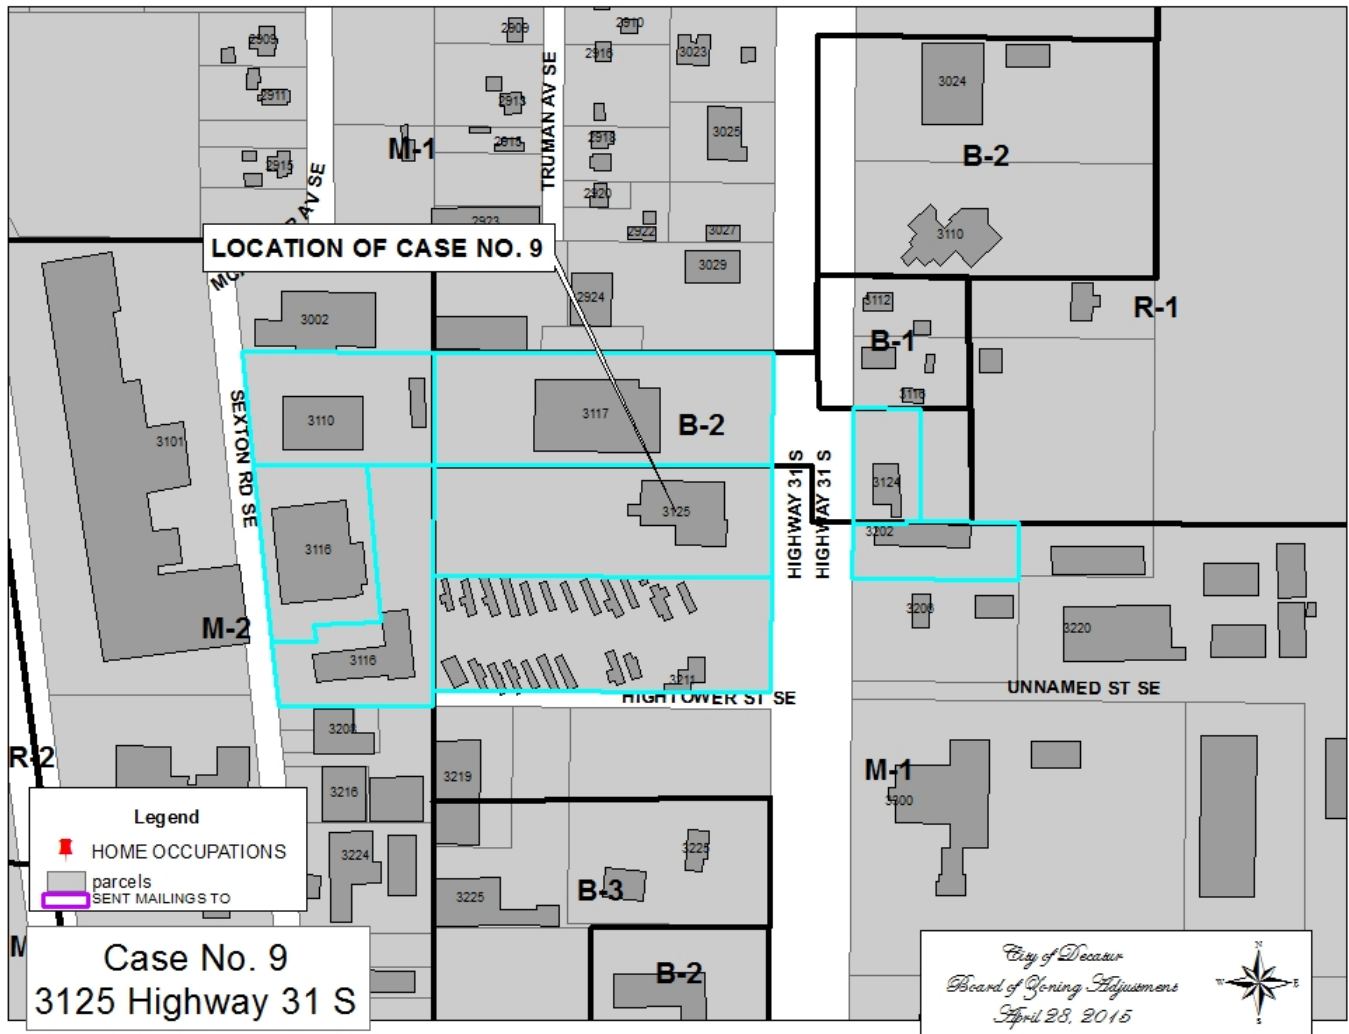 2909
2909
2910
2916
3023
3024
2911
2913
2915
M-1
2915
TRUMAN AV SE
2918
3025
B-2
2920
2923
2922
3027
3110
LOCATION OF CASE NO. 9
3029
2924
3112
R-1
3002
B-1
3116
SEXTON RD SE
3110
3117
B-2
3101
HIGHWAY 31 S
HIGHWAY 31 S
3124
3125
3202
3116
M-2
3206
3220
3116
3211
HIGHTOWER ST SE
UNNAMED ST SE
3208
R-2
3219
M-1
3216
3300
Legend
HOME OCCUPATIONS
parcels
SENT MAILINGS TO
3224
3225
B-3
3225
M
B-2
Case No. 9
3125 Highway 31 S
City of Decatur
Board of Zoning Adjustment
April 28, 2015
N
W E
S